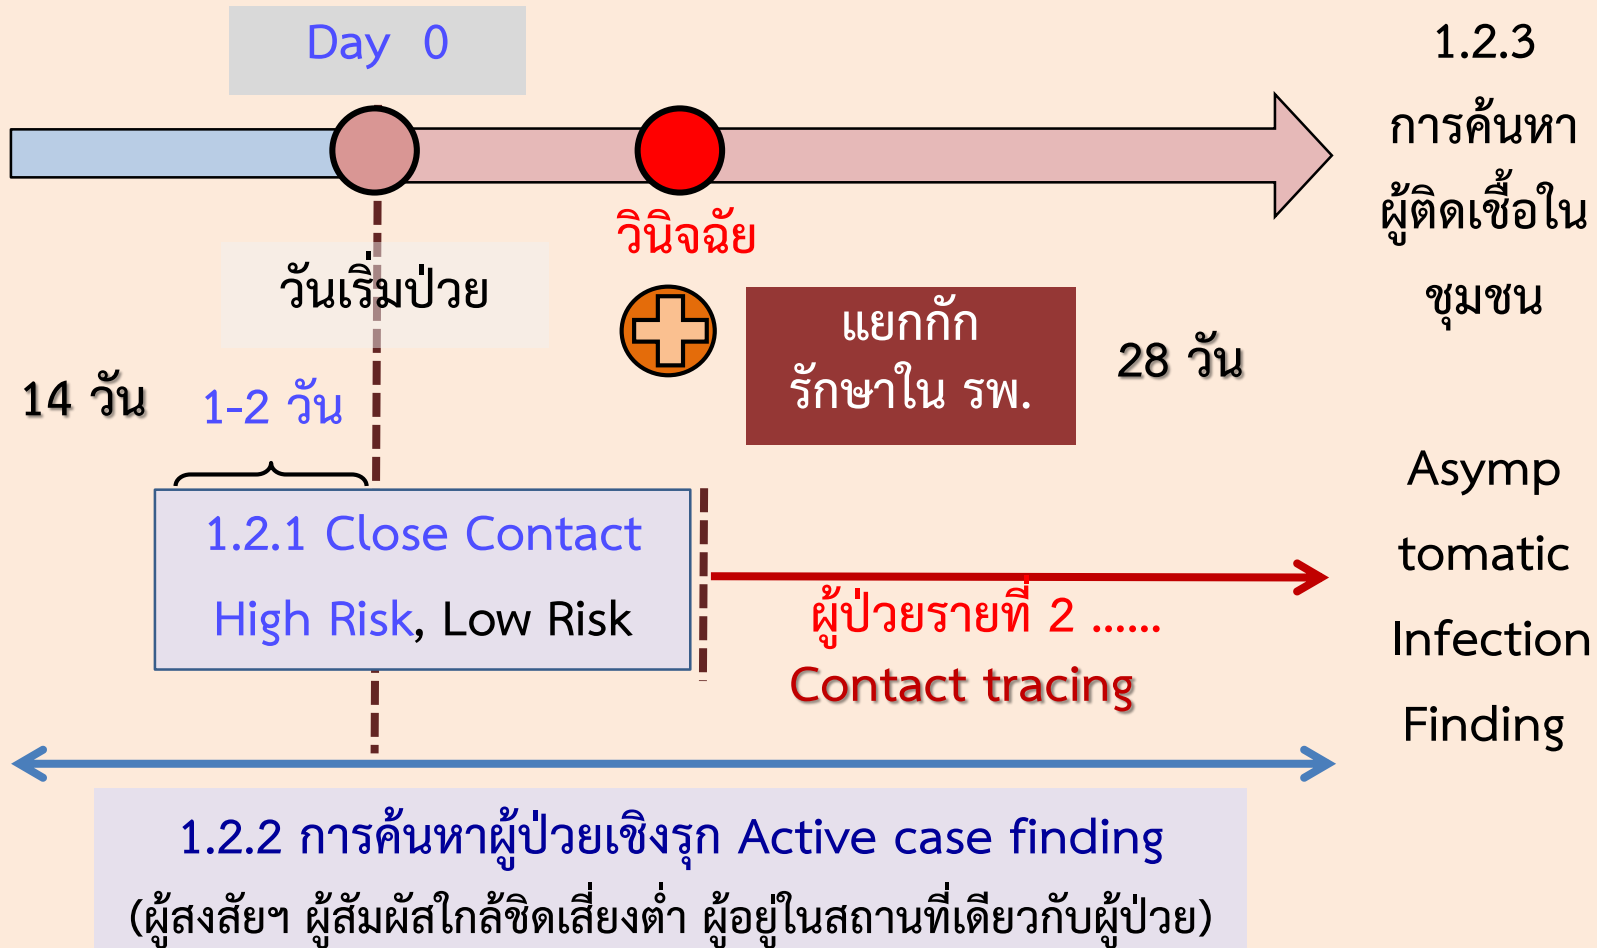 Day 0
วินิจฉัย
วันเริ่มป่วย
แยกกัก
รักษาใน รพ.
28 วัน
14 วัน
1-2 วัน
1.2.1 Close Contact
High Risk, Low Risk
ผู้ป่วยรายที่ 2 ......
Contact tracing
1.2.2 การค้นหาผู้ป่วยเชิงรุก Active case finding
(ผู้สงสัยฯ ผู้สัมผัสใกล้ชิดเสี่ยงต่ำ ผู้อยู่ในสถานที่เดียวกับผู้ป่วย)
1.2.3
การค้นหา
ผู้ติดเชื้อใน
ชุมชน
Asymp
tomatic
Infection
Finding